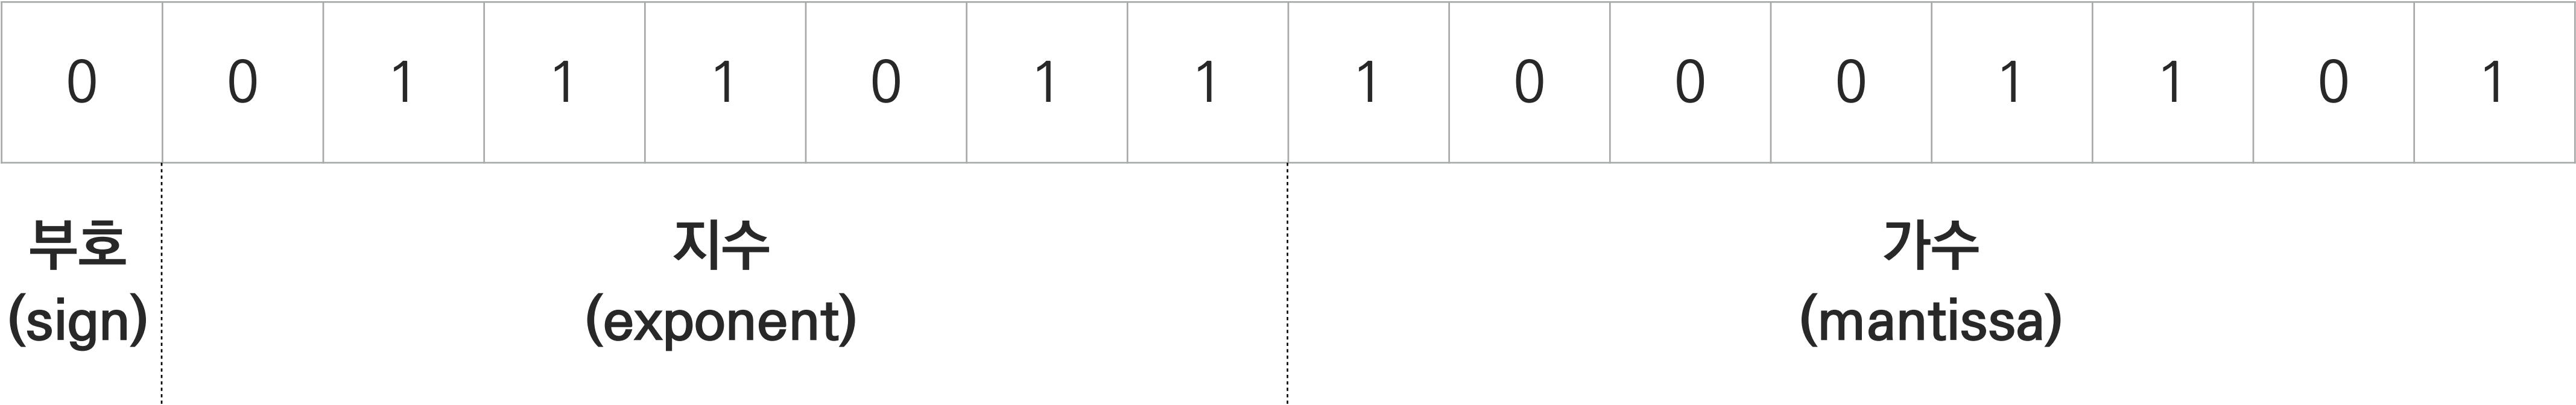 0 0 1 1 1 0 1 1 1 0 0 0 1 1 0 1
부호 지수 가수
(sign) (exponent) (mantissa)